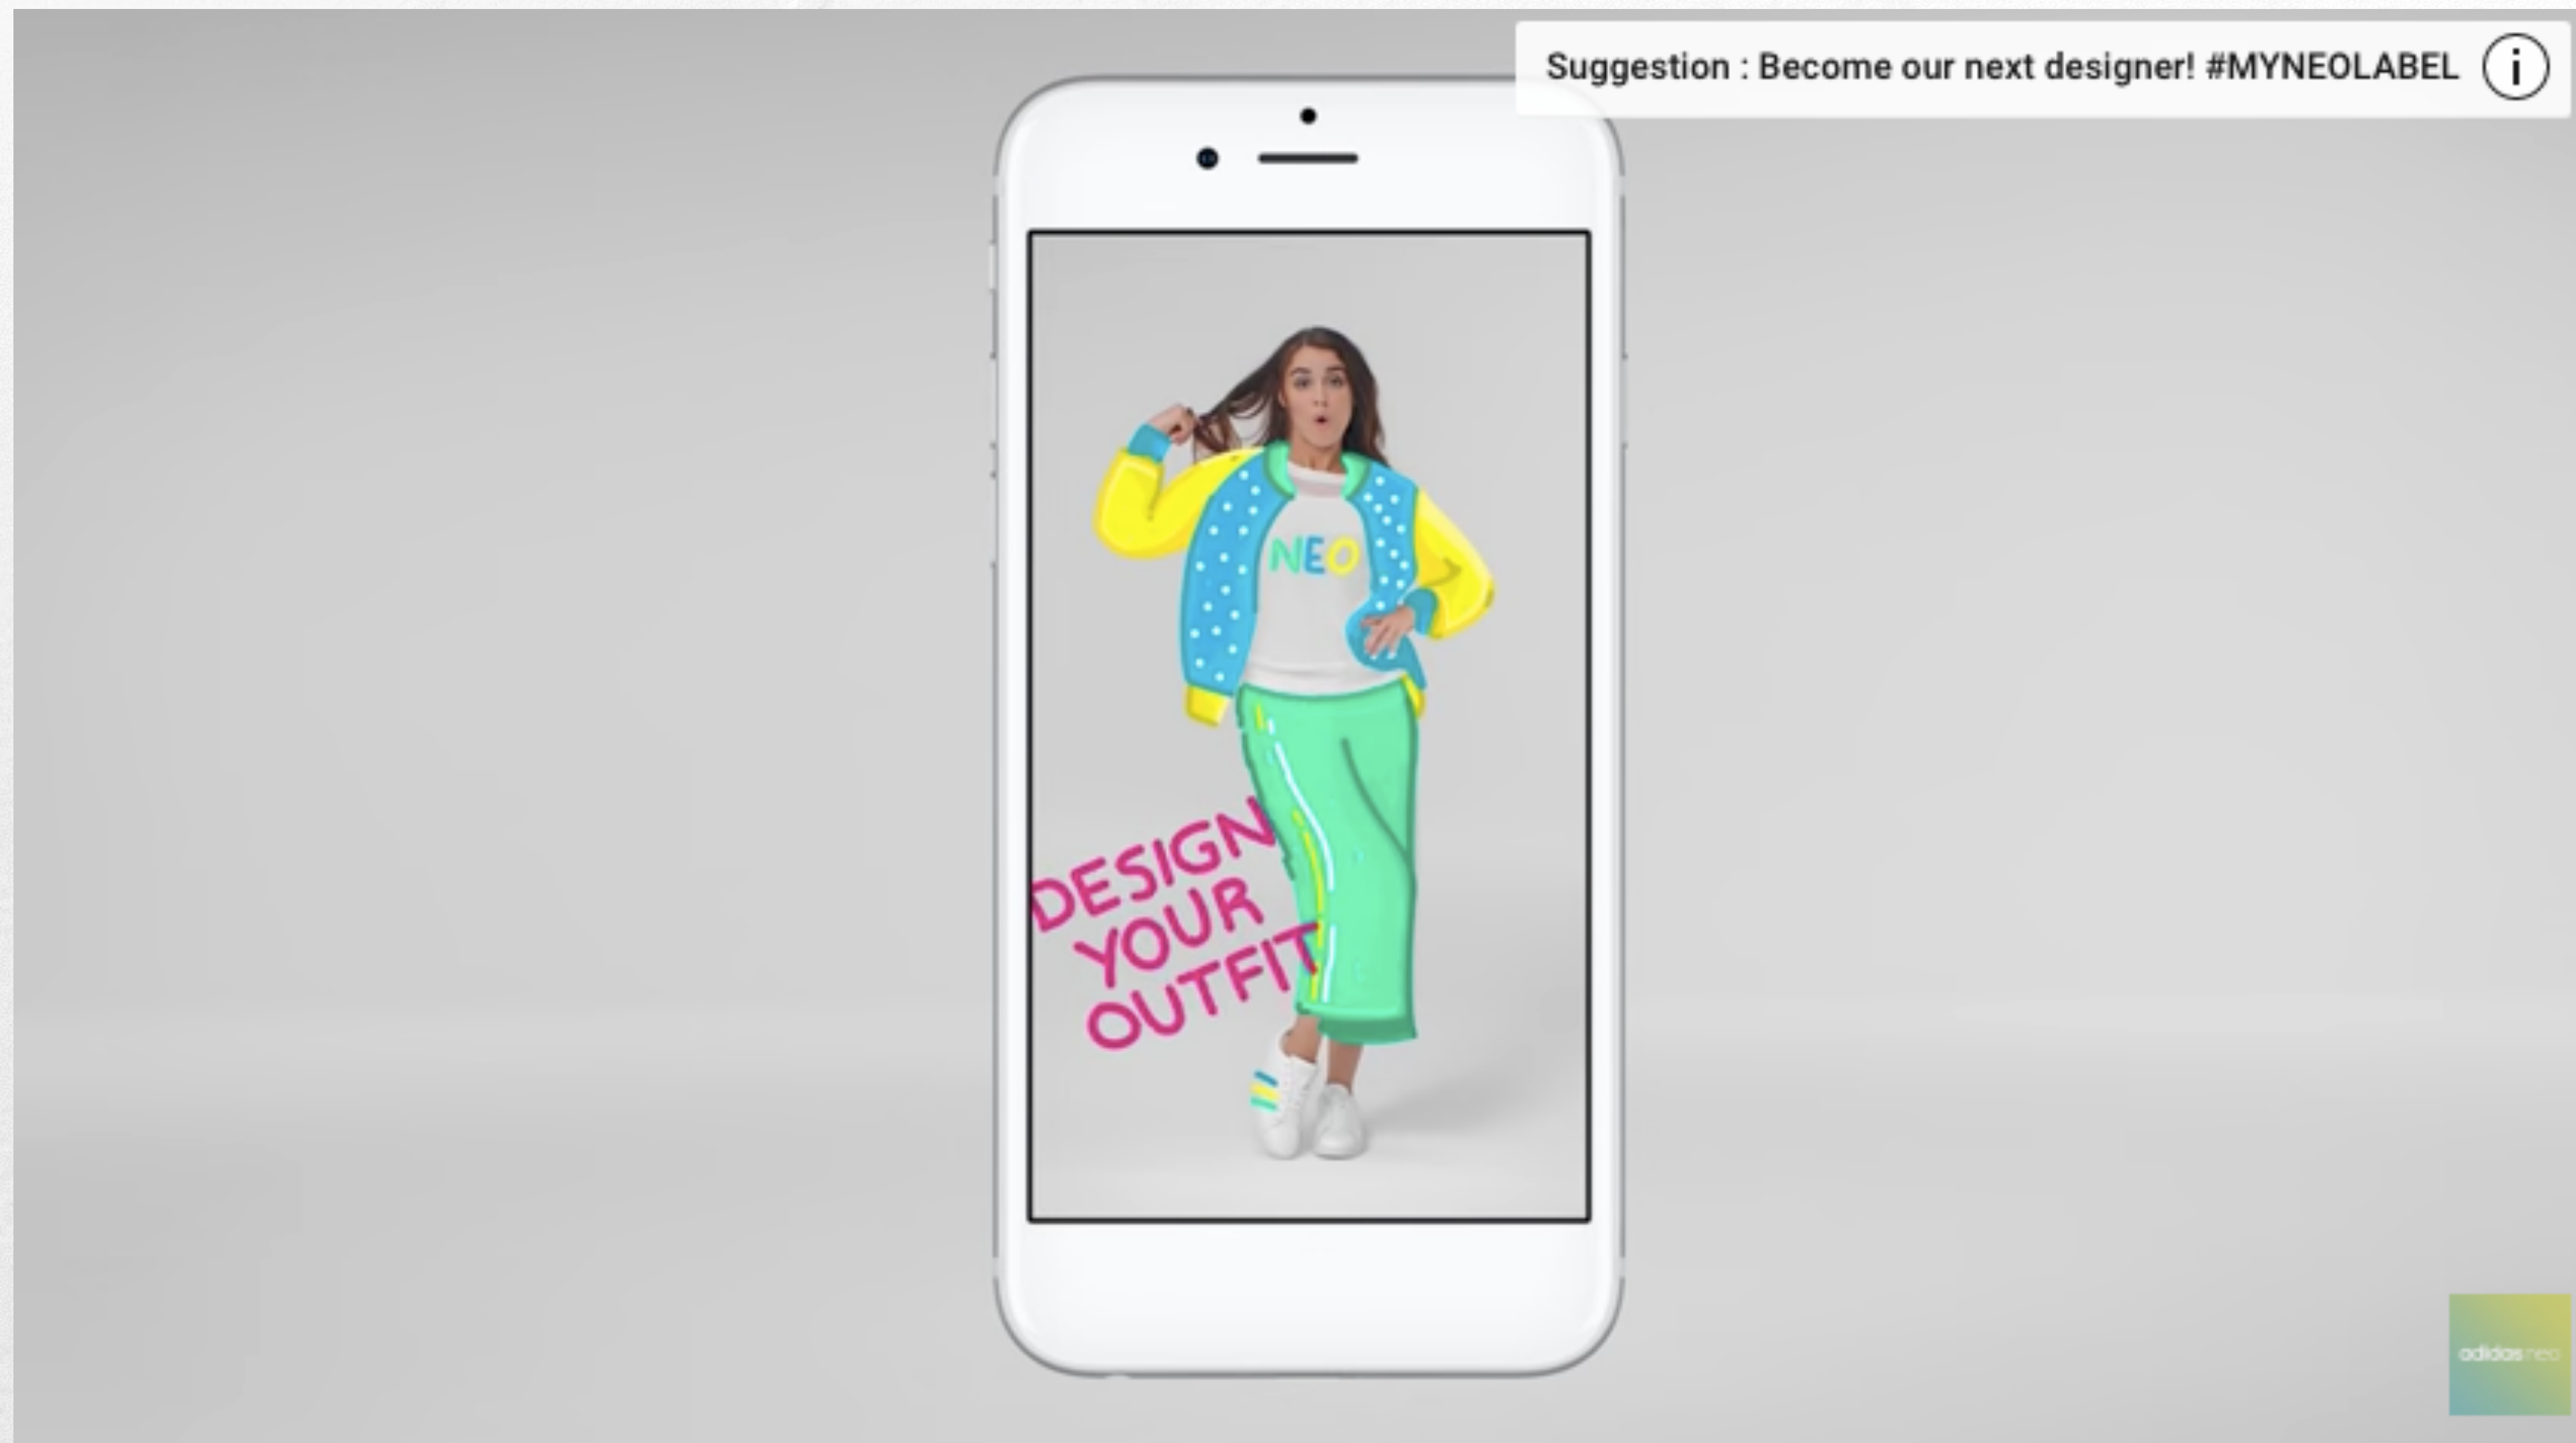 Suggestion : Become our next designer! #MYNEOLABEL
NEO
DESIGN
YOUR
OUTFIT
adidas neo